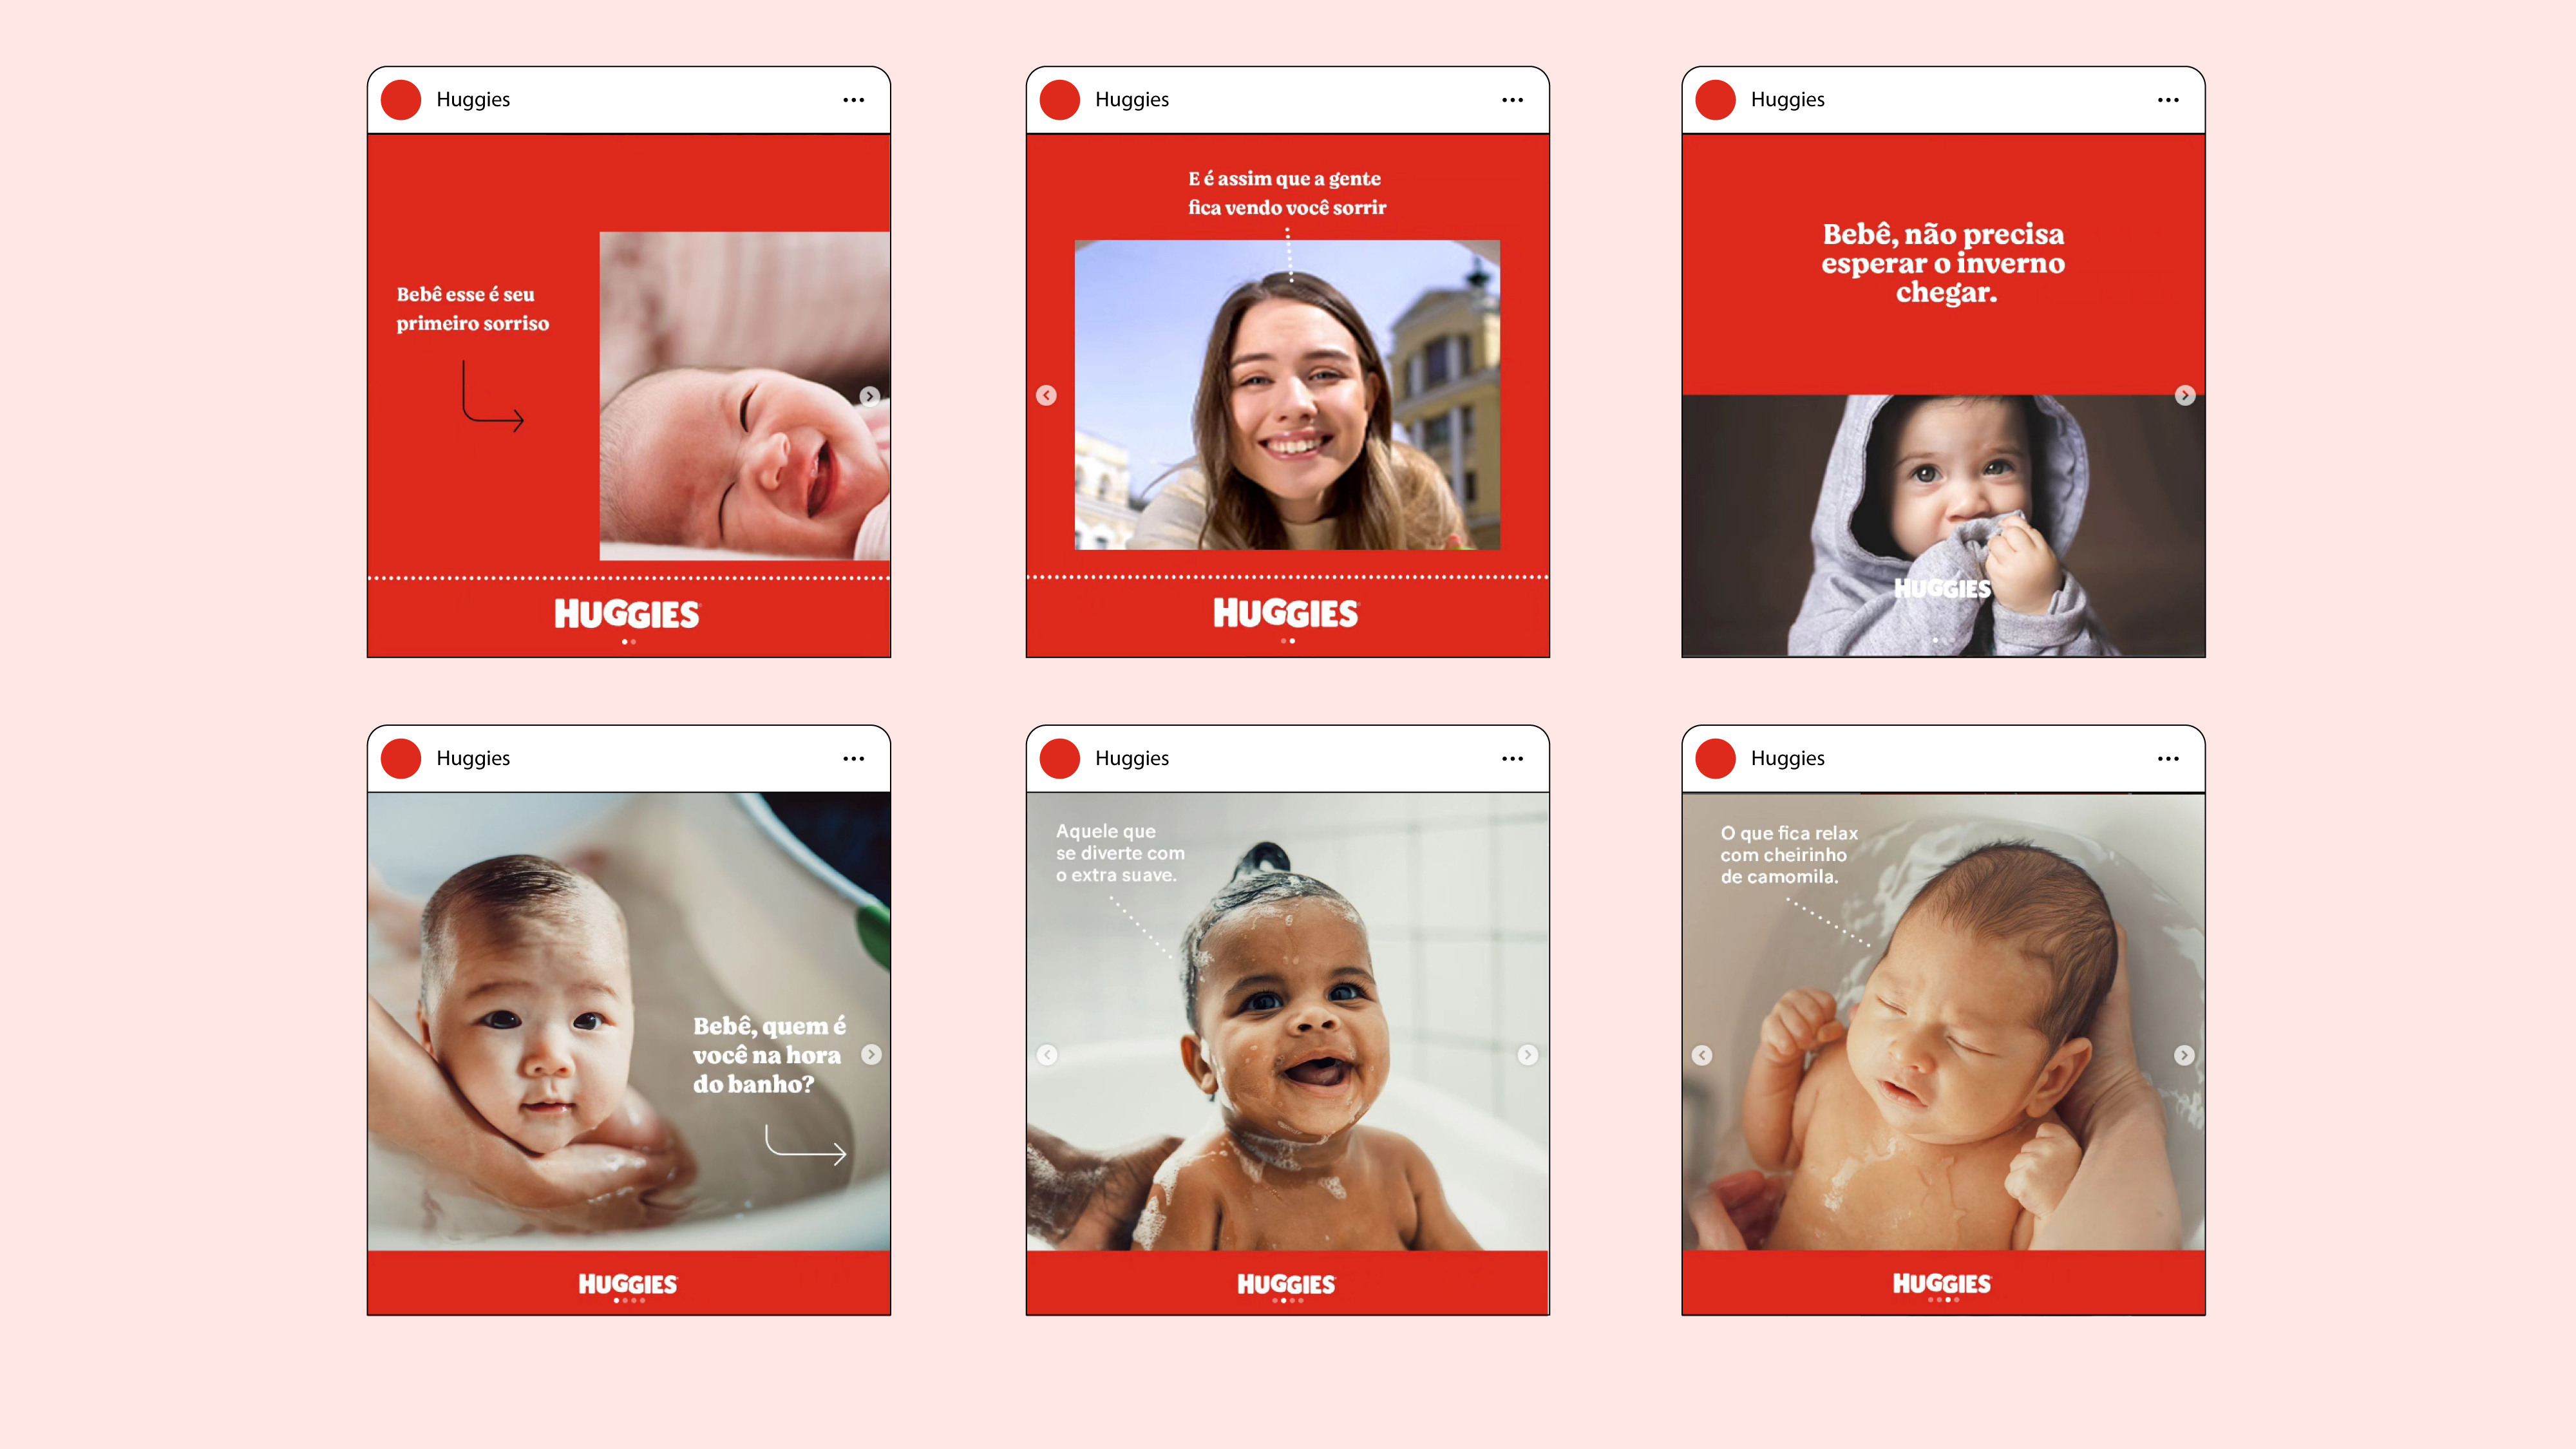 Huggies
Bebê esse é seu
primeiro sorriso
HUGGIES
Huggies
E é assim que a gente
fica vendo você sorrir
HUGGIES
Huggies
Bebê, não precisa
esperar o inverno
chegar.
HUGGIES
Huggies
Bebê, quem é
você na hora
do banho?
HUGGIES
Huggies
Aquele que
se diverte com
o extra suave.
HUGGIES
Huggies
O que fica relax
com cheirinho
de camomila.
HUGGIES